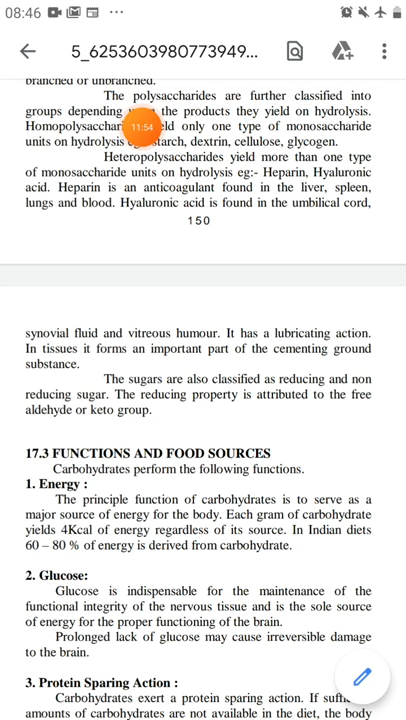 08:46
5_6253603980773949...
branched or unbranched.
The polysaccharides are further classified into
groups depending the products they yield on hydrolysis.
11:54
only one type of monosaccharide
units on hydrolysis starch, dextrin, cellulose, glycogen.
Heteropolysaccharides yield more than one type
of monosaccharide units on hydrolysis eg:- Heparin, Hyaluronic
acid. Heparin is an anticoagulant found in the liver, spleen,
lungs and blood. Hyaluronic acid is found in the umbilical cord,
150
synovial fluid and vitreous humour. It has a lubricating action.
In tissues it forms an important part of the cementing ground
substance.
The sugars are also classified as reducing and non
reducing sugar. The reducing property is attributed to the free
aldehyde or keto group.
17.3 FUNCTIONS AND FOOD SOURCES
Carbohydrates perform the following functions.
1. Energy :
The principle function of carbohydrates is to serve as a
major source of energy for the body. Each gram of carbohydrate
yields 4Kcal of energy regardless of its source. In Indian diets
60 – 80 % of energy is derived from carbohydrate.
2. Glucose:
Glucose is indispensable for the maintenance of the
functional integrity of the nervous tissue and is the sole source
of energy for the proper functioning of the brain.
Prolonged lack of glucose may cause irreversible damage
to the brain.
3. Protein Sparing Action :
Carbohydrates exert a protein sparing action. If
amounts of carbohydrates are not available in the diet, the body